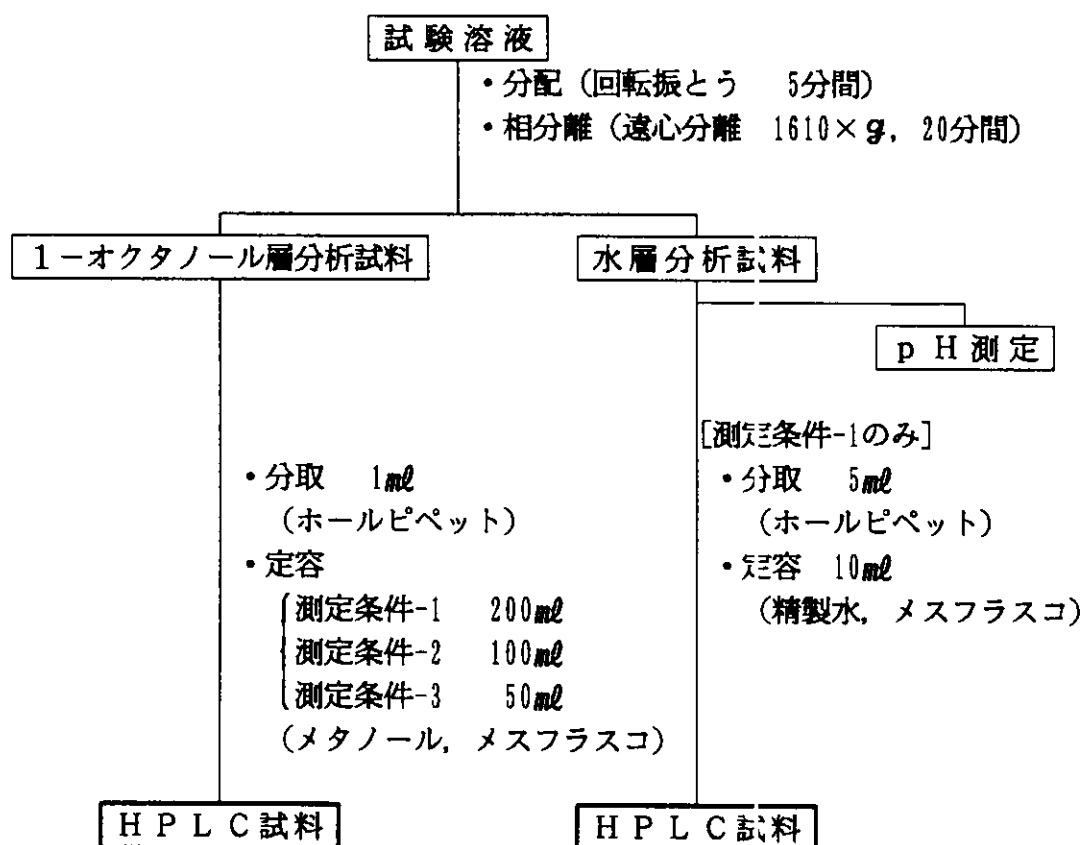 試験溶液
・分配（回転振とう　5分間）
・相分離（遠心分離　1610×g, 20分間）
1－オクタノール層分析試料
水層分析試料
pH測定
・分取　1ml
（ホールピペット）
・定容
測定条件-1　200ml
測定条件-2　100ml
測定条件-3　50ml
（メタノール, メスフラスコ）
[測定条件-1のみ]
・分取　5ml
（ホールピペット）
・定容　10ml
（精製水, メスフラスコ）
HPLC試料
HPLC試料